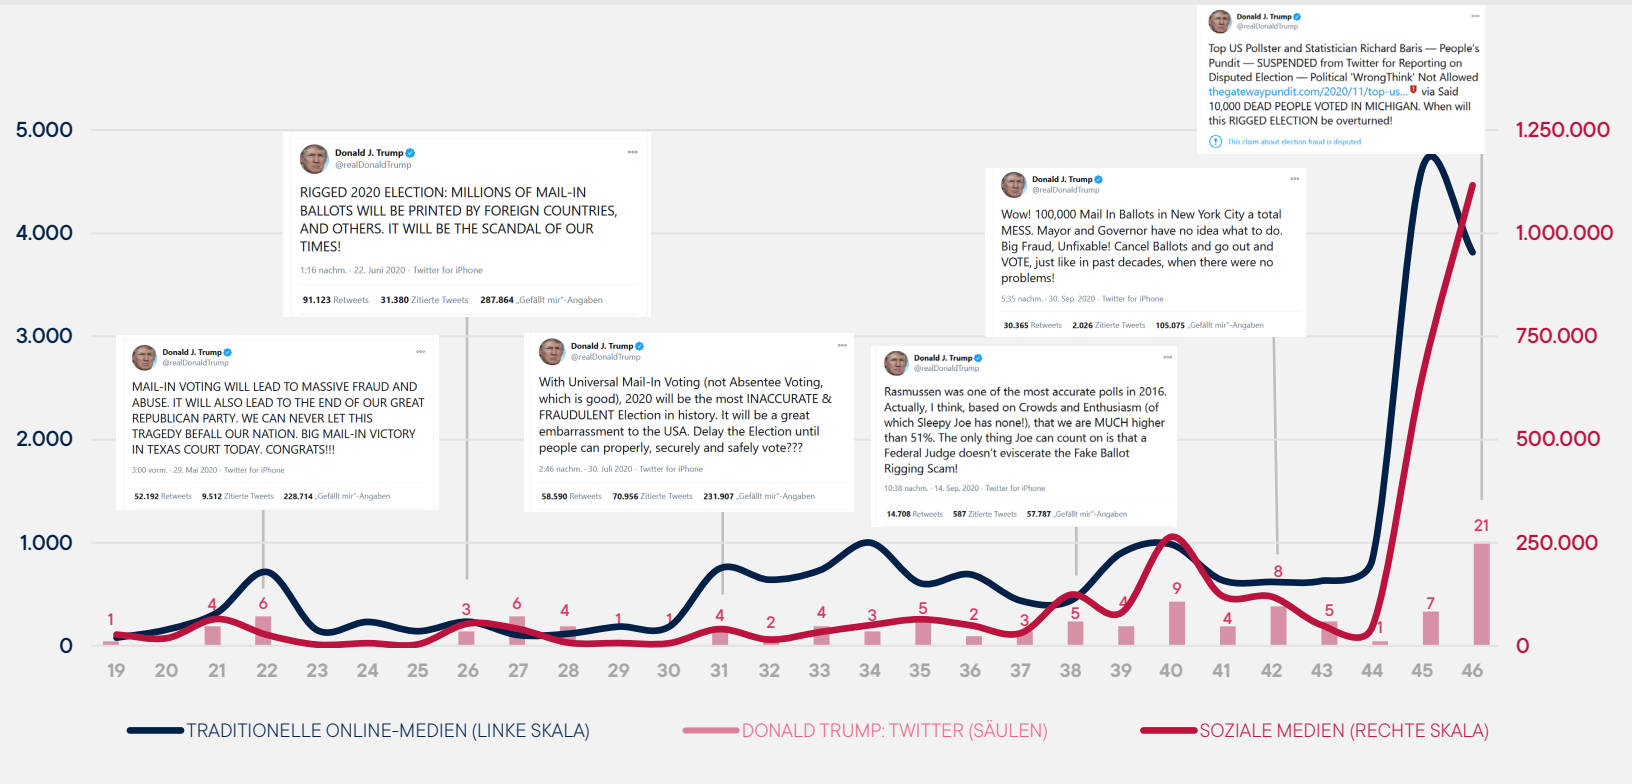 Donald J. Trump
@realDonaldTrump
Top US Pollster and Statistician Richard Baris — People's
Pundit — SUSPENDED from Twitter for Reporting on
Disputed Election — Political 'WrongThink' Not Allowed
thegatewaypundit.com/2020/11/top-us... via Said
10,000 DEAD PEOPLE VOTED IN MICHIGAN. When will
this RIGGED ELECTION be overturned!
This claim about election fraud is disputed
Donald J. Trump
@realDonaldTrump
RIGGED 2020 ELECTION: MILLIONS OF MAIL-IN
BALLOTS WILL BE PRINTED BY FOREIGN COUNTRIES,
AND OTHERS. IT WILL BE THE SCANDAL OF OUR
TIMES!
1:16 nachm. · 22. Juni 2020 · Twitter for iPhone
91.123 Retweets 31.380 Zitierte Tweets 287.864 „Gefällt mir“-Angaben
Donald J. Trump
@realDonaldTrump
Wow! 100,000 Mail In Ballots in New York City a total
MESS. Mayor and Governor have no idea what to do.
Big Fraud, Unfixable! Cancel Ballots and go out and
VOTE, just like in past decades, when there were no
problems!
5:35 nachm. · 30. Sep. 2020 · Twitter for iPhone
30.365 Retweets 2.026 Zitierte Tweets 105.075 „Gefällt mir“-Angaben
Donald J. Trump
@realDonaldTrump
MAIL-IN VOTING WILL LEAD TO MASSIVE FRAUD AND
ABUSE. IT WILL ALSO LEAD TO THE END OF OUR GREAT
REPUBLICAN PARTY. WE CAN NEVER LET THIS
TRAGEDY BEFALL OUR NATION. BIG MAIL-IN VICTORY
IN TEXAS COURT TODAY. CONGRATS!!!
3:00 vorm. · 29. Mai 2020 · Twitter for iPhone
52.192 Retweets 9.512 Zitierte Tweets 228.714 „Gefällt mir“-Angaben
Donald J. Trump
@realDonaldTrump
With Universal Mail-In Voting (not Absentee Voting,
which is good), 2020 will be the most INACCURATE &
FRAUDULENT Election in history. It will be a great
embarrassment to the USA. Delay the Election until
people can properly, securely and safely vote???
2:46 nachm. · 30. Juli 2020 · Twitter for iPhone
58.590 Retweets 70.956 Zitierte Tweets 231.907 „Gefällt mir“-Angaben
Donald J. Trump
@realDonaldTrump
Rasmussen was one of the most accurate polls in 2016.
Actually, I think, based on Crowds and Enthusiasm (of
which Sleepy Joe has none!), that we are MUCH higher
than 51%. The only thing Joe can count on is that a
Federal Judge doesn't eviscerate the Fake Ballot
Rigging Scam!
10:38 nachm. · 14. Sep. 2020 · Twitter for iPhone
14.708 Retweets 587 Zitierte Tweets 57.787 „Gefällt mir“-Angaben
5.000
4.000
3.000
2.000
1.000
0
1.250.000
1.000.000
750.000
500.000
250.000
0
1 4 6 3 6 4 1 1 4 2 4 3 5 2 3 5 4 9 4 8 5 1 7 21
19 20 21 22 23 24 25 26 27 28 29 30 31 32 33 34 35 36 37 38 39 40 41 42 43 44 45 46
TRADITIONELLE ONLINE-MEDIEN (LINKE SKALA)
DONALD TRUMP: TWITTER (SÄULEN)
SOZIALE MEDIEN (RECHTE SKALA)